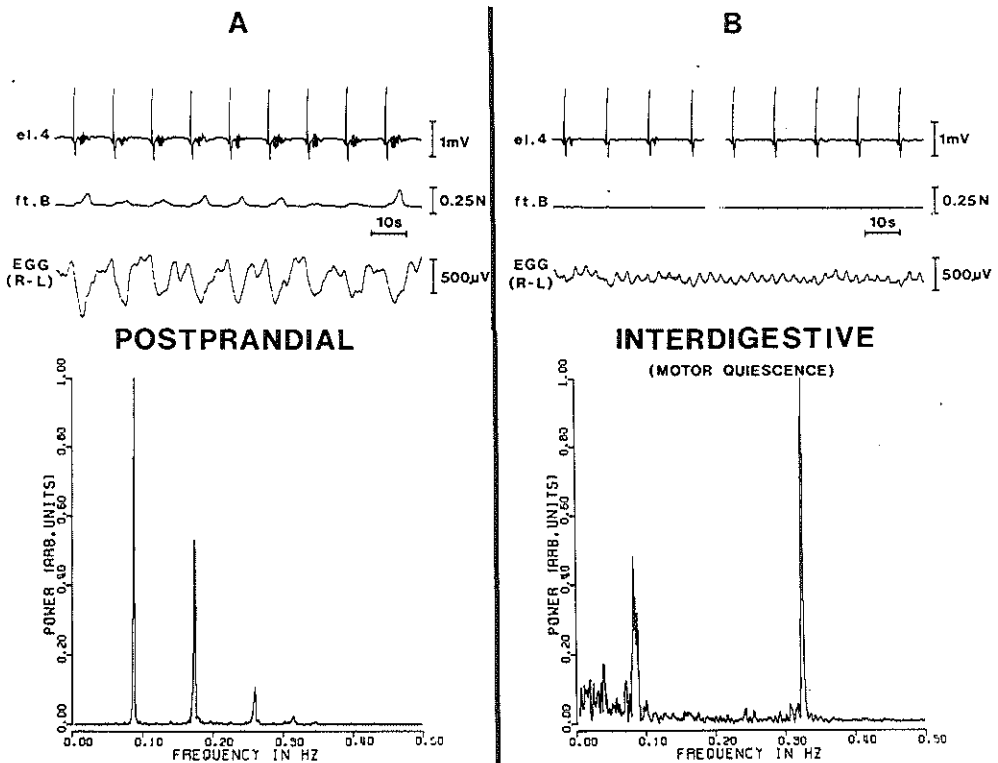 A
el.4
1mV
ft.B
0.25N
10s
EGG
(R-L)
500µV
POSTPRANDIAL
POWER (ARB.UNITS)
1.00
0.80
0.60
0.40
0.20
0.00
0.00 0.10 0.20 0.30 0.40 0.50
FREQUENCY IN HZ
B
el.4
1mV
ft.B
0.25N
10s
EGG
(R-L)
500µV
INTERDIGESTIVE
(MOTOR QUIESCENCE)
POWER (ARB.UNITS)
1.00
0.80
0.60
0.40
0.20
0.00
0.00 0.10 0.20 0.30 0.40 0.50
FREQUENCY IN HZ